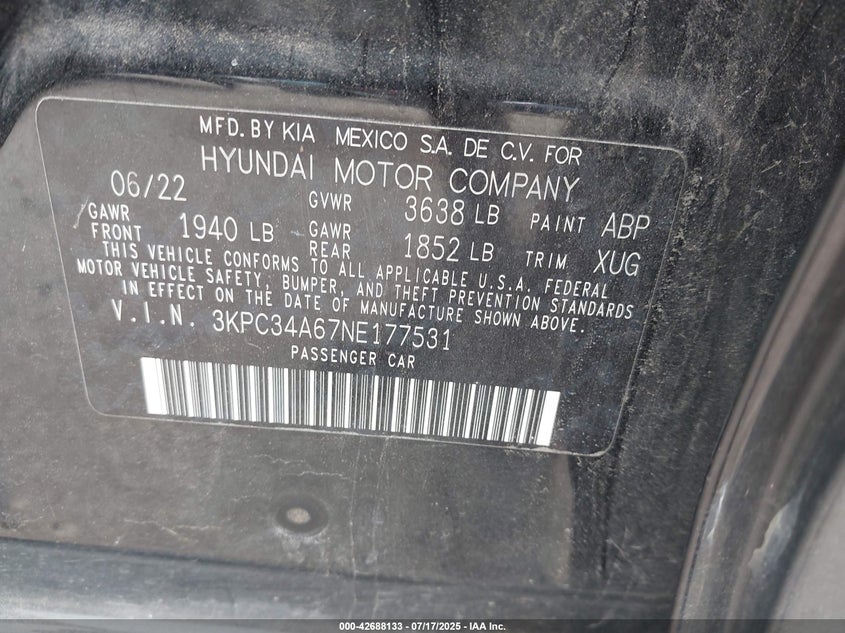 MFD. BY KIA MEXICO S.A. DE C.V. FOR
HYUNDAI MOTOR COMPANY
06/22 GVWR 3638 LB PAINT ABP
GAWR FRONT 1940 LB GAWR REAR 1852 LB TRIM XUG
THIS VEHICLE CONFORMS TO ALL APPLICABLE U.S.A. FEDERAL
MOTOR VEHICLE SAFETY, BUMPER, AND THEFT PREVENTION STANDARDS
IN EFFECT ON THE DATE OF MANUFACTURE SHOWN ABOVE.
V.I.N. 3KPC34A67NE177531
PASSENGER CAR
000-42688133 - 07/17/2025 - IAA Inc.